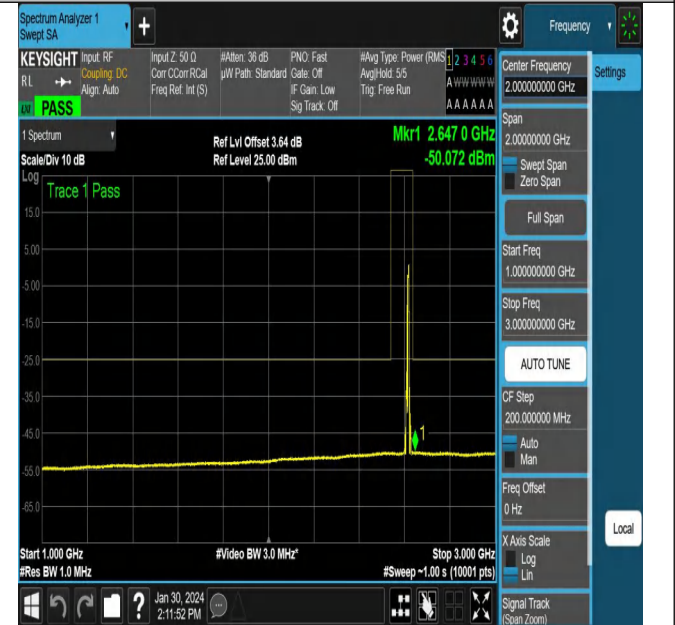 Spectrum Analyzer 1
Swept SA
+
Frequency
KEYSIGHT
RL
LXI
PASS
Input: RF
Coupling: DC
Align: Auto
Input Z: 50 Ω
Corr CCorr RCal
Freq Ref: Int (S)
#Atten: 36 dB
µW Path: Standard
PNO: Fast
Gate: Off
IF Gain: Low
Sig Track: Off
#Avg Type: Power (RMS
Avg|Hold: 5/5
Trig: Free Run
1 2 3 4 5 6
A W W W W W
A A A A A A
1 Spectrum
Scale/Div 10 dB
Ref Lvl Offset 3.64 dB
Ref Level 25.00 dBm
Mkr1 2.647 0 GHz
-50.072 dBm
Log
Trace 1 Pass
15.0
5.00
-5.00
-15.0
-25.0
-35.0
-45.0
-55.0
-65.0
1
Start 1.000 GHz
#Res BW 1.0 MHz
#Video BW 3.0 MHz*
Stop 3.000 GHz
#Sweep ~1.00 s (10001 pts)
Center Frequency
2.000000000 GHz
Settings
Span
2.00000000 GHz
Swept Span
Zero Span
Full Span
Start Freq
1.000000000 GHz
Stop Freq
3.000000000 GHz
AUTO TUNE
CF Step
200.000000 MHz
Auto
Man
Freq Offset
0 Hz
X Axis Scale
Log
Lin
Local
Signal Track
(Span Zoom)
?
Jan 30, 2024
2:11:52 PM